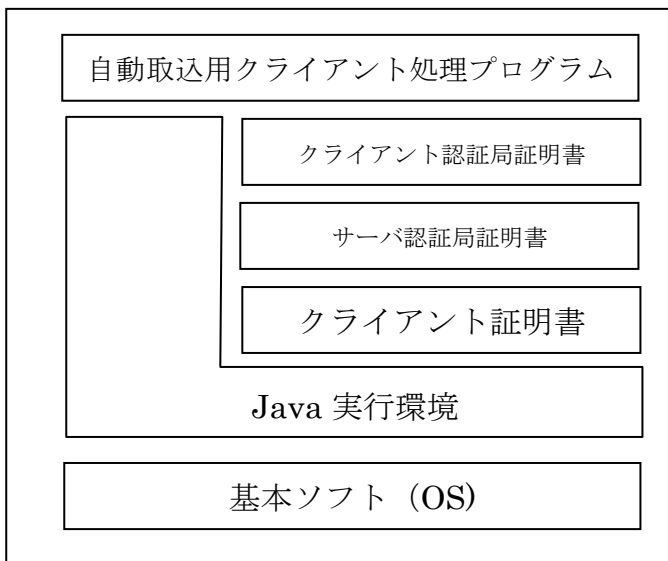 自動取込用クライアント処理プログラム
クライアント認証局証明書
サーバ認証局証明書
クライアント証明書
Java 実行環境
基本ソフト（OS)